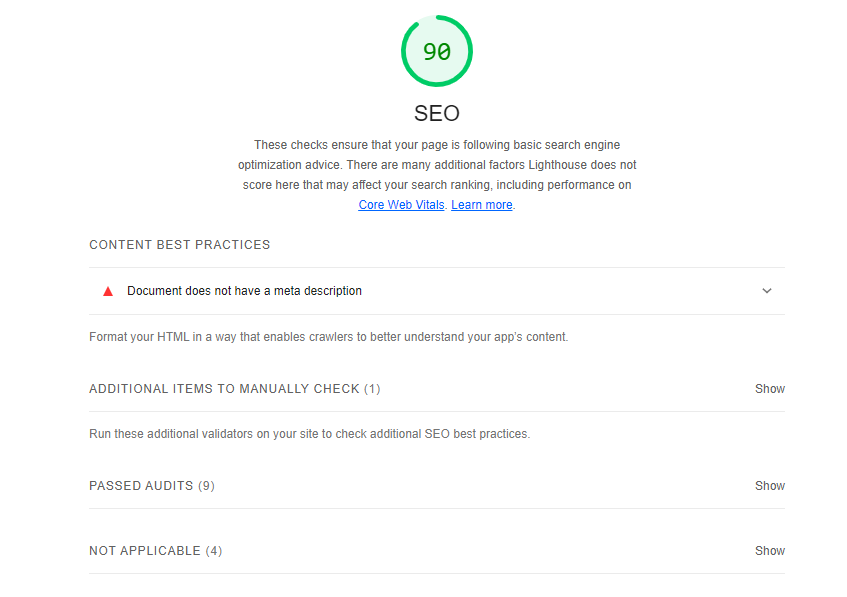 90
SEO
These checks ensure that your page is following basic search engine
optimization advice. There are many additional factors Lighthouse does not
score here that may affect your search ranking, including performance on
Core Web Vitals. Learn more.
CONTENT BEST PRACTICES
Document does not have a meta description
Format your HTML in a way that enables crawlers to better understand your app's content.
ADDITIONAL ITEMS TO MANUALLY CHECK (1) Show
Run these additional validators on your site to check additional SEO best practices.
PASSED AUDITS (9) Show
NOT APPLICABLE (4) Show